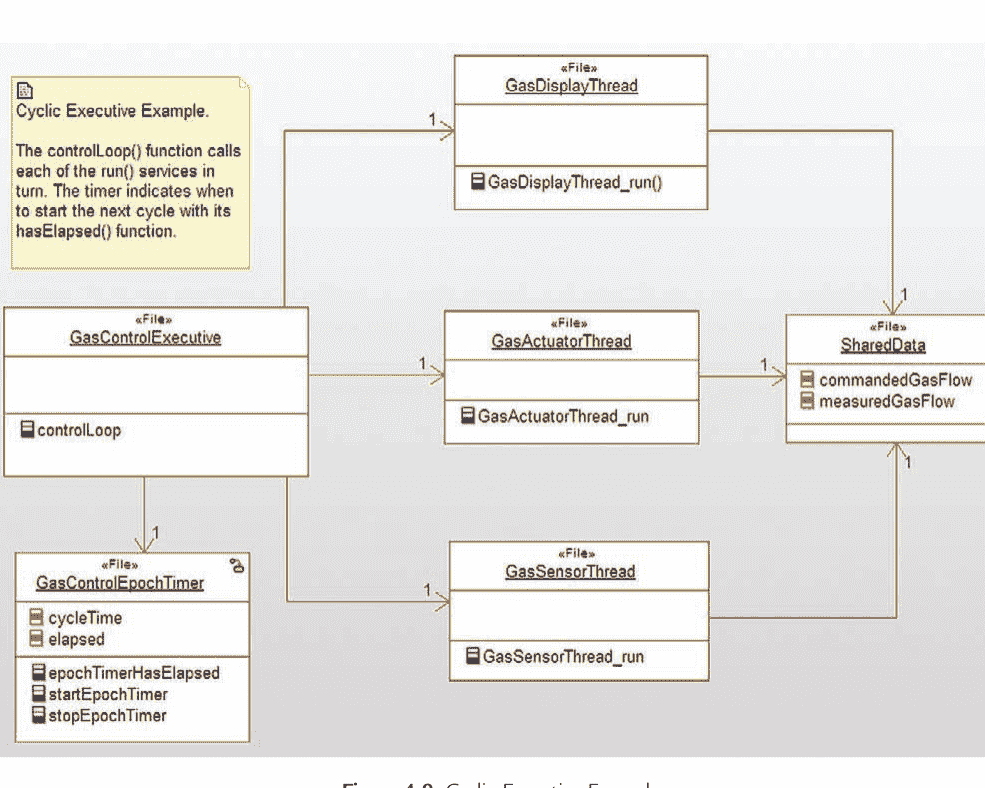 Cyclic Executive Example.
The controlLoop() function calls
each of the run() services in
turn. The timer indicates when
to start the next cycle with its
hasElapsed() function.
«File»
GasDisplayThread
GasDisplayThread_run()
1
«File»
GasControlExecutive
controlLoop
1
«File»
GasActuatorThread
GasActuatorThread_run
1
1
«File»
SharedData
commandedGasFlow
measuredGasFlow
1
1
«File»
GasControlEpochTimer
cycleTime
elapsed
epochTimerHasElapsed
startEpochTimer
stopEpochTimer
1
«File»
GasSensorThread
GasSensorThread_run
1